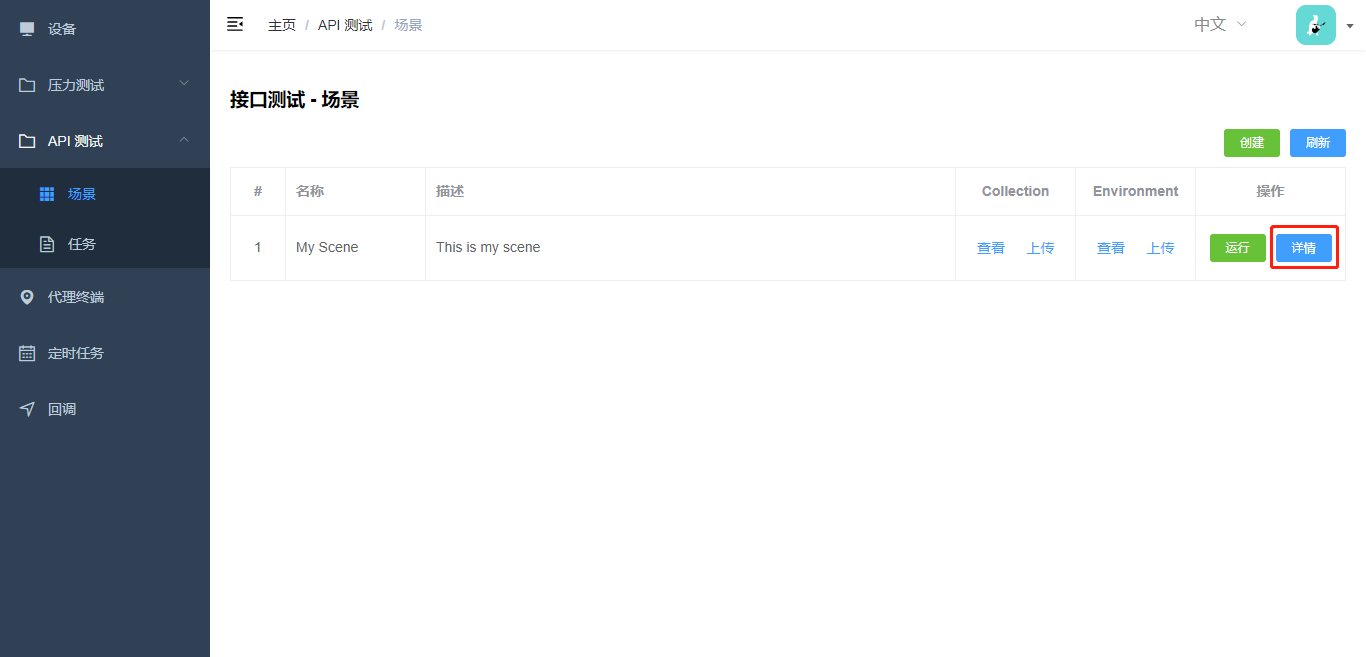 设备
压力测试
API 测试
场景
任务
代理终端
定时任务
回调
主页 / API 测试 / 场景
中文
接口测试 - 场景
创建 刷新
# 名称 描述 Collection Environment 操作
1 My Scene This is my scene 查看 上传 查看 上传 运行 详情